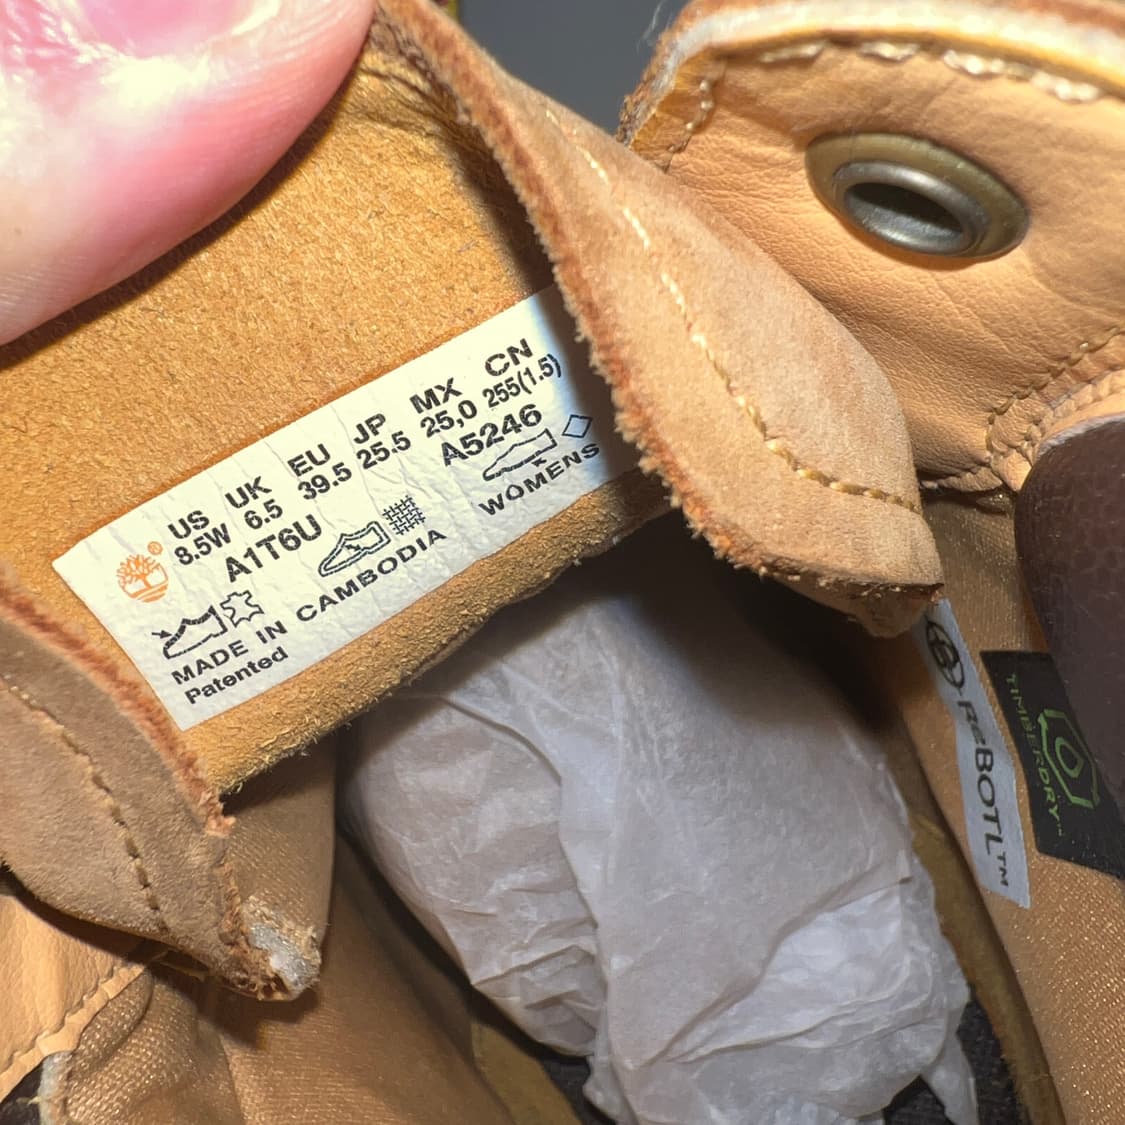 US UK EU JP MX CN
8.5W 6.5 39.5 25.5 25,0 255(1.5)
A1T6U A5246
WOMENS
MADE IN CAMBODIA
Patented
®
ReBOTL™
TIMBERDRY™